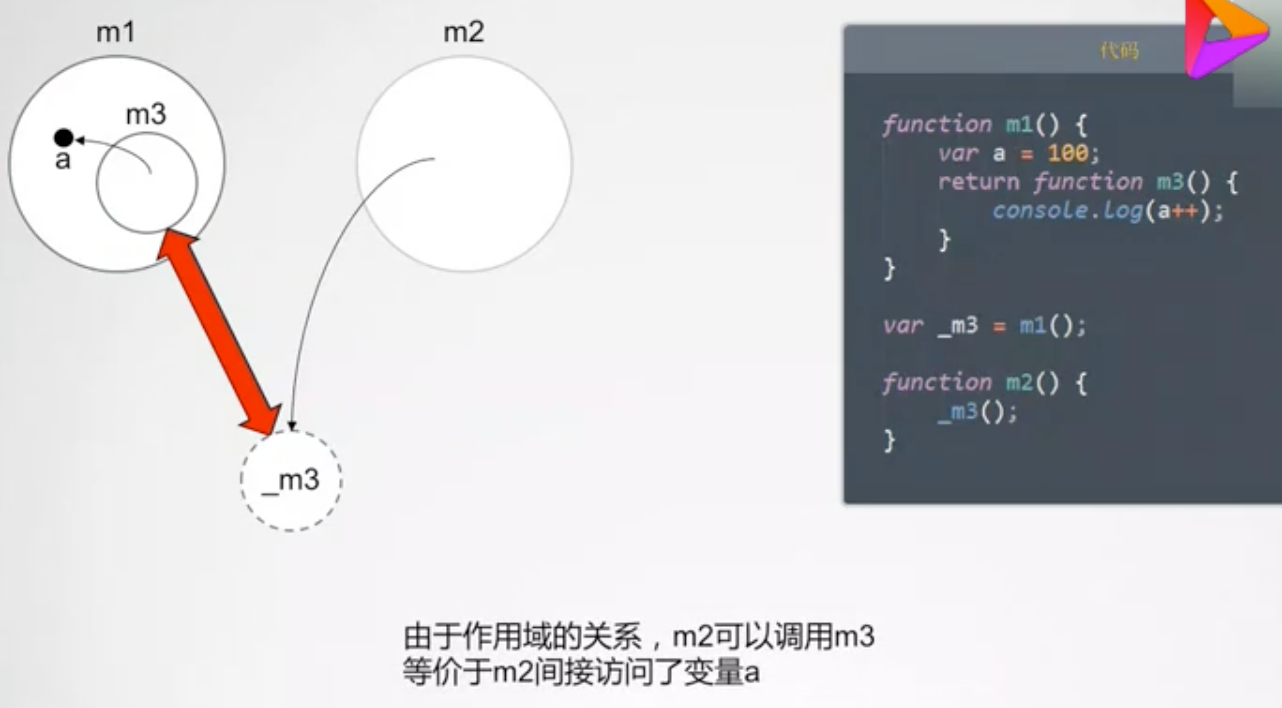 m1
m2
m3
a
_m3
代码
function m1() {
    var a = 100;
    return function m3() {
        console.log(a++);
    }
}
var _m3 = m1();
function m2() {
    _m3();
}
由于作用域的关系，m2可以调用m3
等价于m2间接访问了变量a